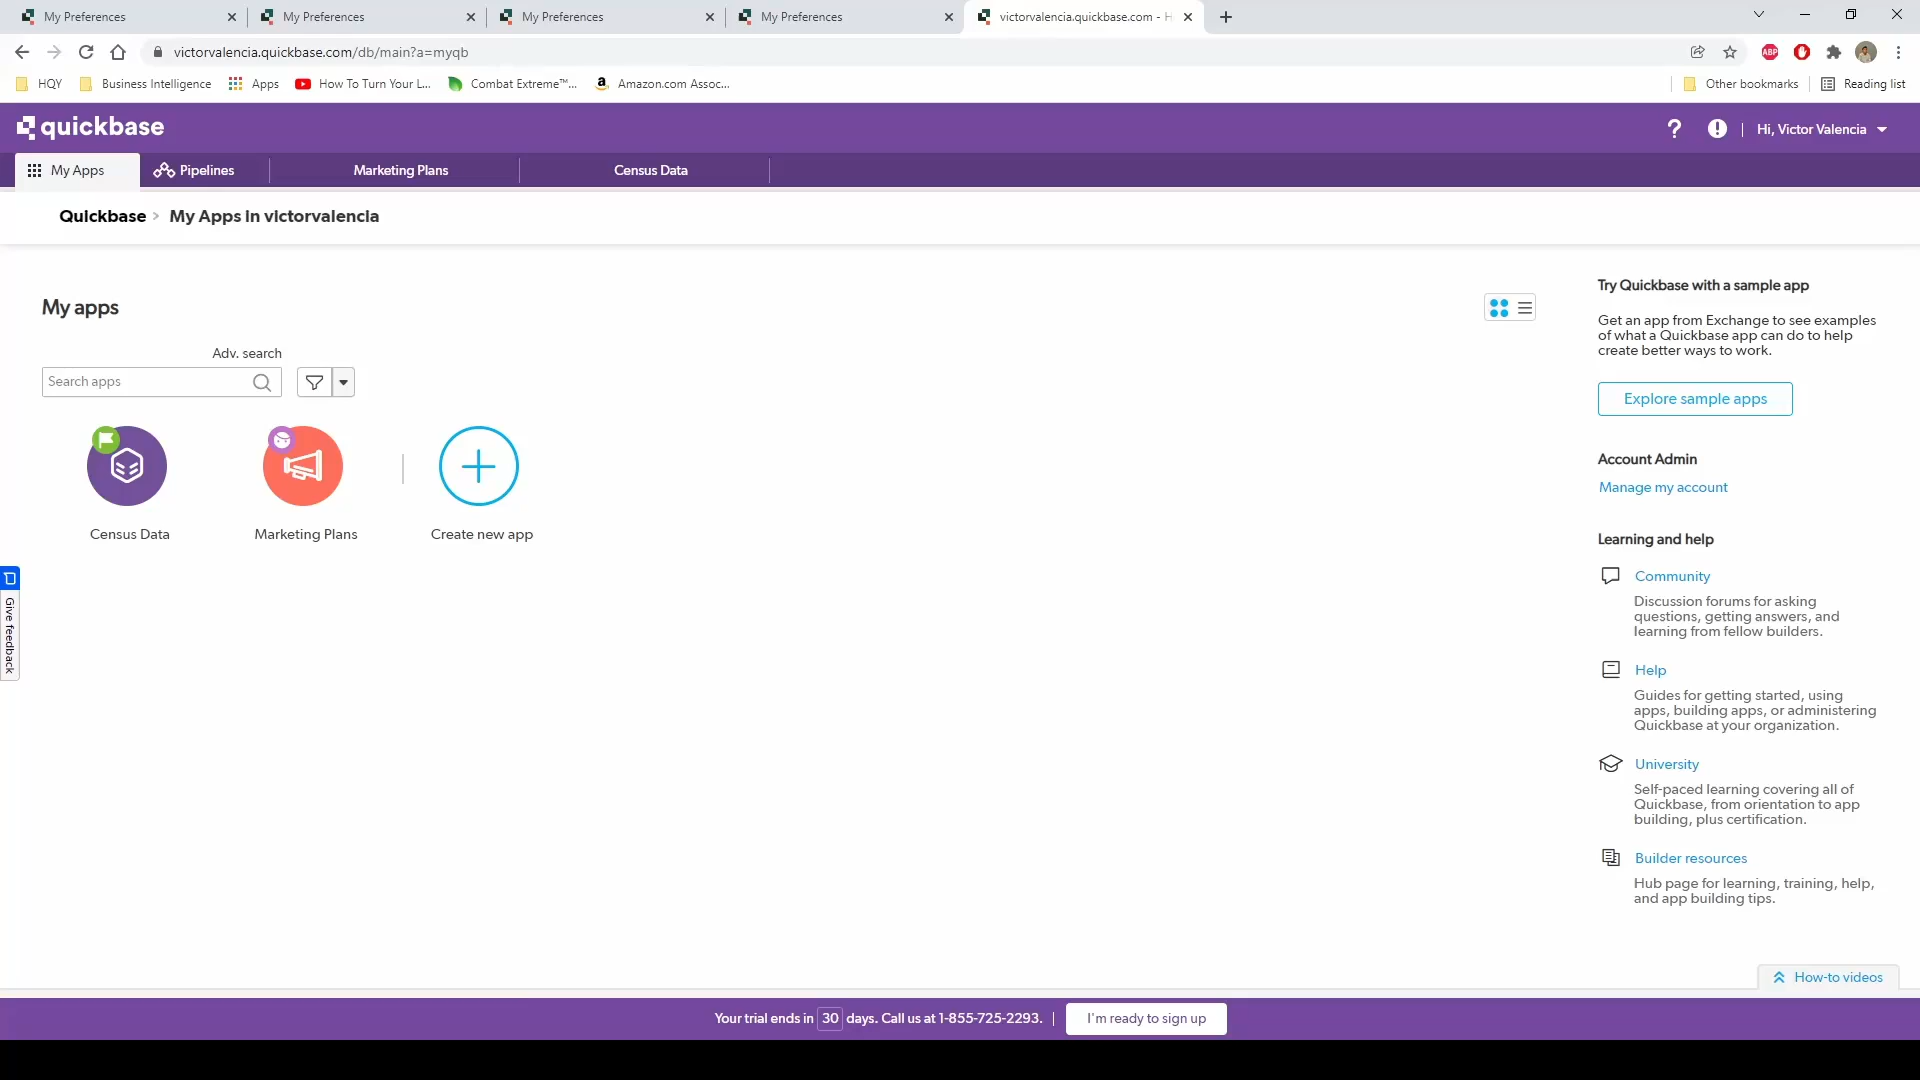 My Preferences
My Preferences
My Preferences
My Preferences
victorvalencia.quickbase.com - H
victorvalencia.quickbase.com/db/main?a=myqb
ABP
HQY
Business Intelligence
Apps
How To Turn Your L...
Combat Extreme™...
Amazon.com Assoc...
Other bookmarks
Reading list
quickbase
Hi, Victor Valencia
My Apps
Pipelines
Marketing Plans
Census Data
Quickbase > My Apps in victorvalencia
My apps
Adv. search
Search apps
Census Data
Marketing Plans
Create new app
Give feedback
Try Quickbase with a sample app
Get an app from Exchange to see examples
of what a Quickbase app can do to help
create better ways to work.
Explore sample apps
Account Admin
Manage my account
Learning and help
Community
Discussion forums for asking
questions, getting answers, and
learning from fellow builders.
Help
Guides for getting started, using
apps, building apps, or administering
Quickbase at your organization.
University
Self-paced learning covering all of
Quickbase, from orientation to app
building, plus certification.
Builder resources
Hub page for learning, training, help,
and app building tips.
How-to videos
Your trial ends in 30 days. Call us at 1-855-725-2293. |
I'm ready to sign up